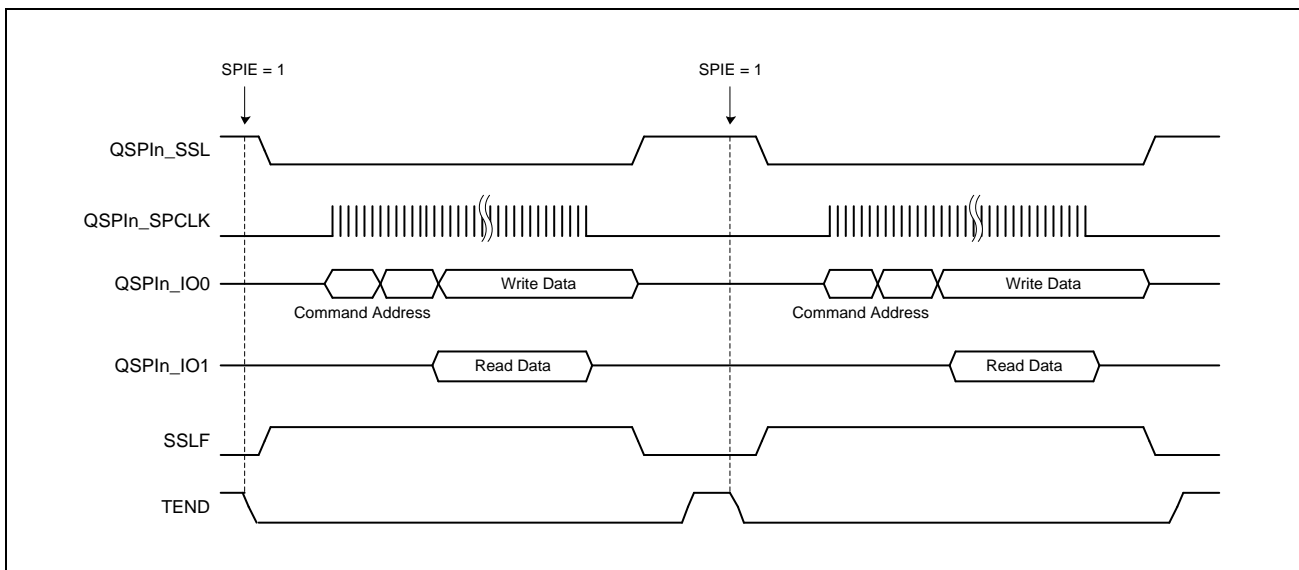 SPIE = 1 SPIE = 1
QSPIn_SSL
QSPIn_SPCLK
QSPIn_IO0 Write Data Write Data
Command Address Command Address
QSPIn_IO1 Read Data Read Data
SSLF
TEND